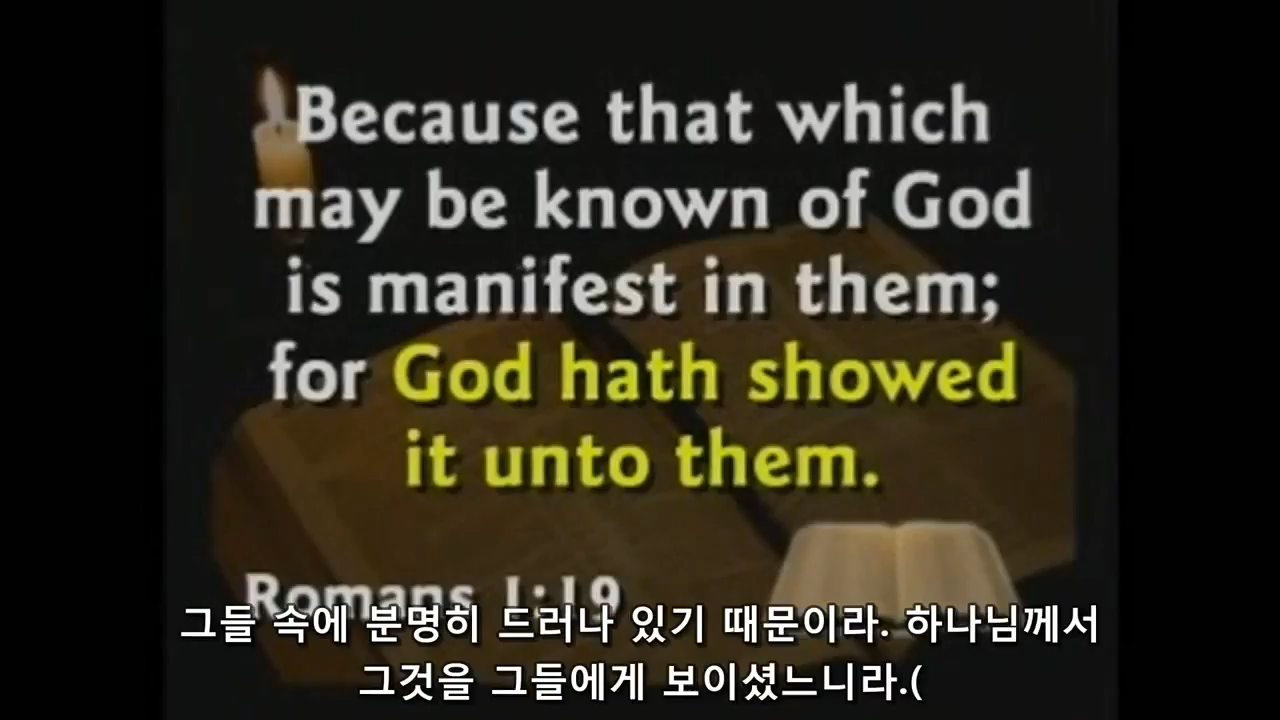 Because that which
may be known of God
is manifest in them;
for God hath showed
it unto them.
Romans 1:19
그들 속에 분명히 드러나 있기 때문이라. 하나님께서
그것을 그들에게 보이셨느니라.(